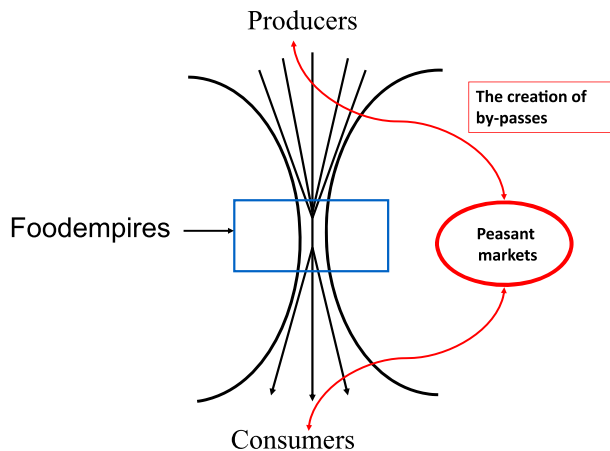 Producers
The creation of
by-passes
Foodempires
Peasant
markets
Consumers